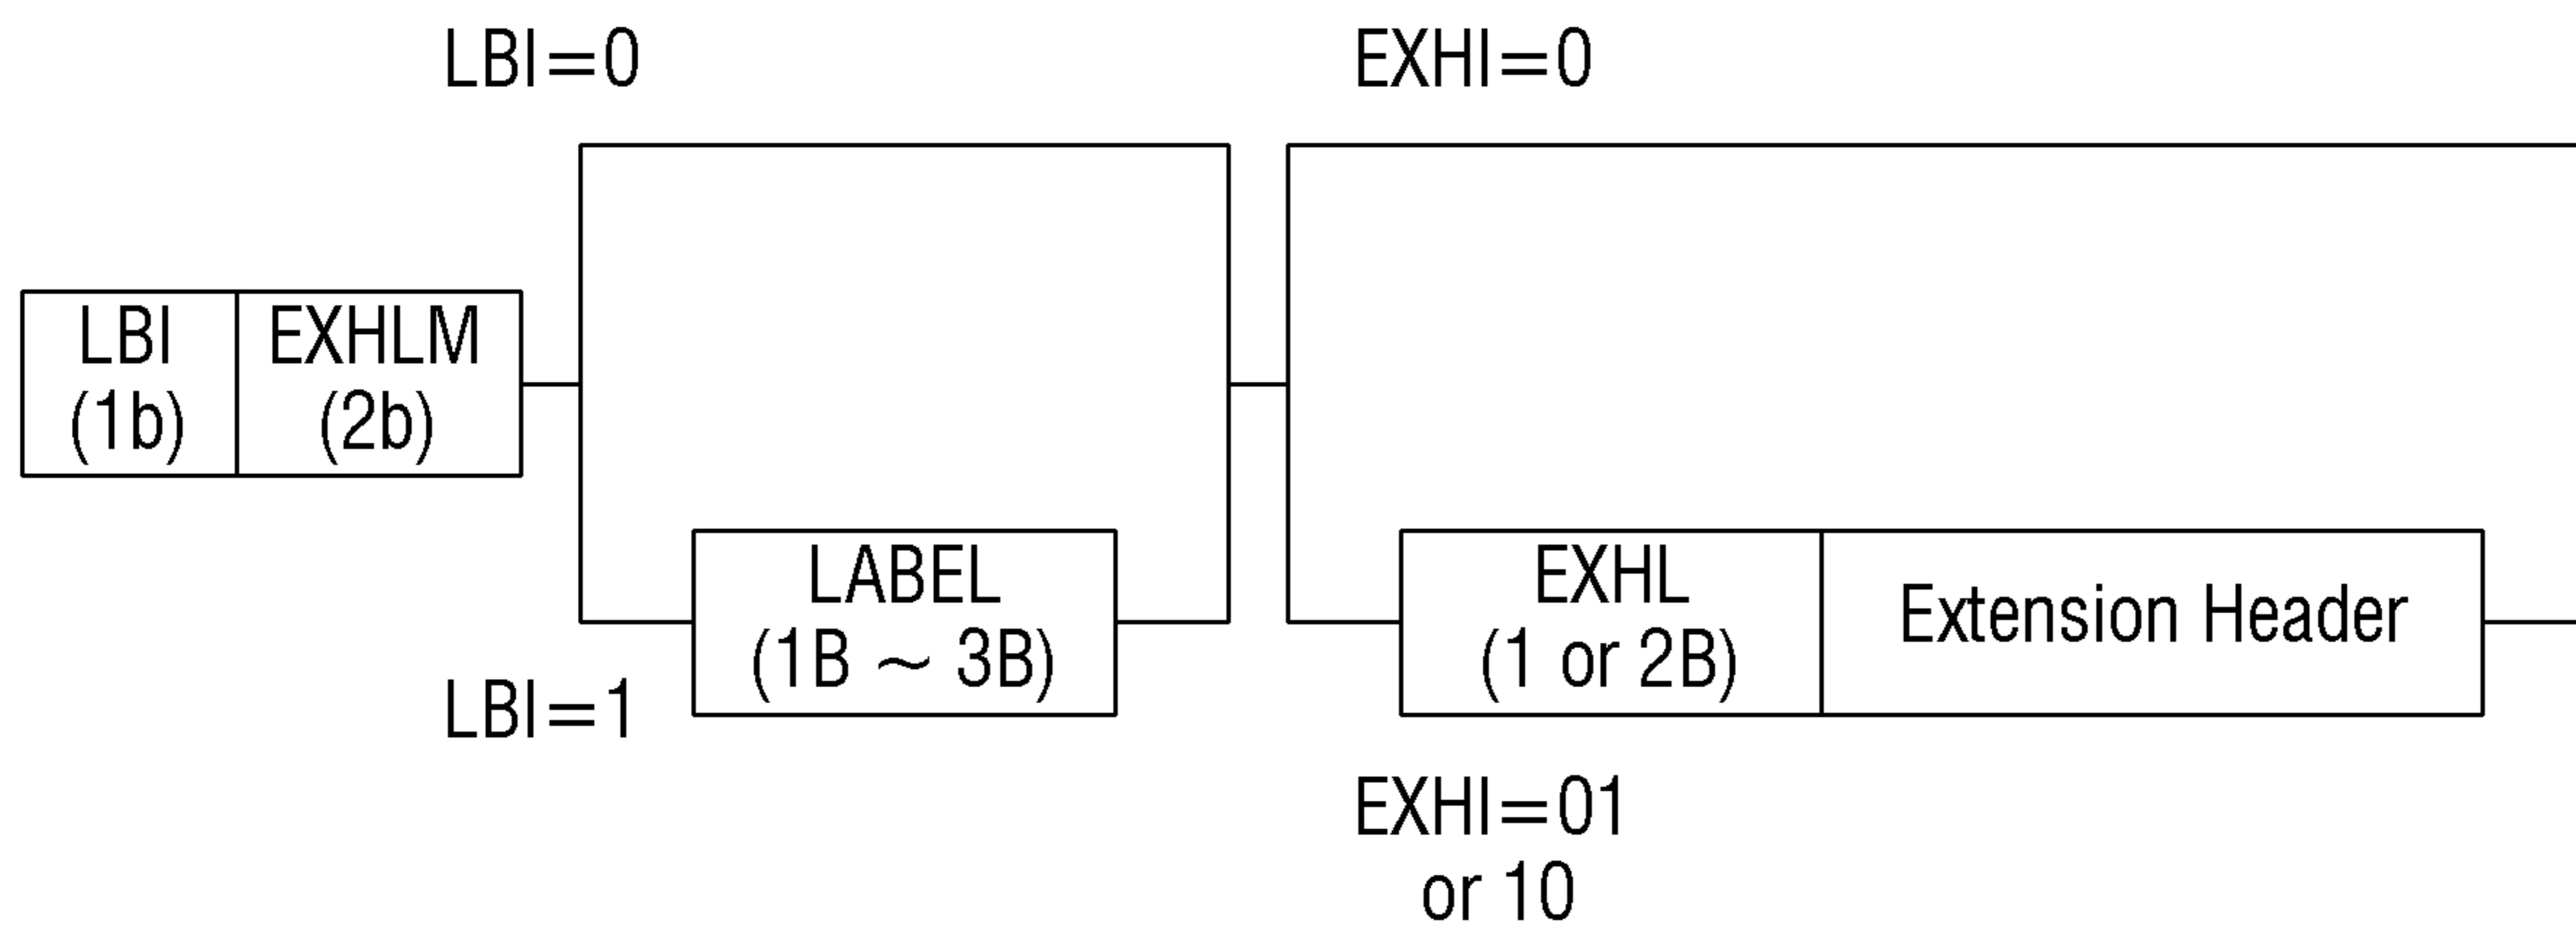 LBI=0
EXHI=0
LBI
(1b)
EXHLM
(2b)
LABEL
(1B ~ 3B)
EXHL
(1 or 2B)
Extension Header
LBI=1
EXHI=01
or 10